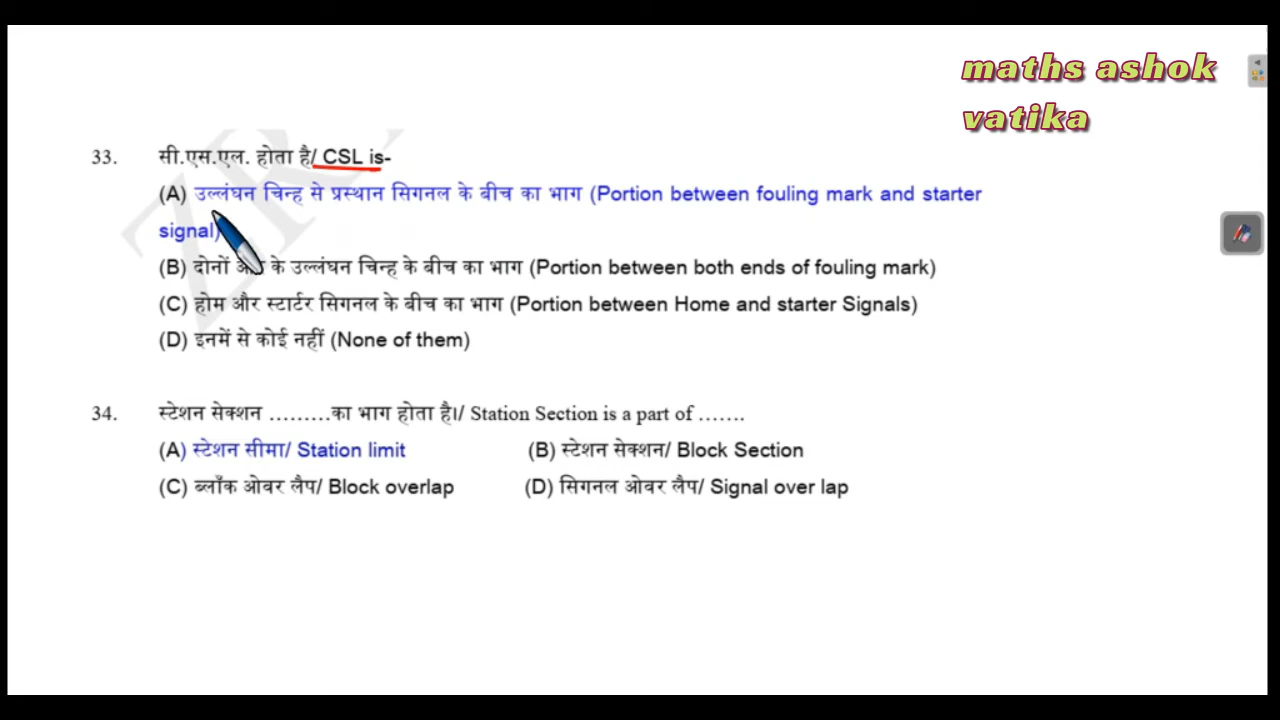 maths ashok
vatika
33. सी.एस.एल. होता है/ CSL is-
(A) उल्लंघन चिन्ह से प्रस्थान सिगनल के बीच का भाग (Portion between fouling mark and starter
signal)
(B) दोनों के उल्लंघन चिन्ह के बीच का भाग (Portion between both ends of fouling mark)
(C) होम और स्टार्टर सिगनल के बीच का भाग (Portion between Home and starter Signals)
(D) इनमें से कोई नहीं (None of them)
34. स्टेशन सेक्शन .........का भाग होता है।/ Station Section is a part of …….
(A) स्टेशन सीमा/ Station limit (B) स्टेशन सेक्शन/ Block Section
(C) ब्लॉक ओवर लैप/ Block overlap (D) सिगनल ओवर लैप/ Signal over lap